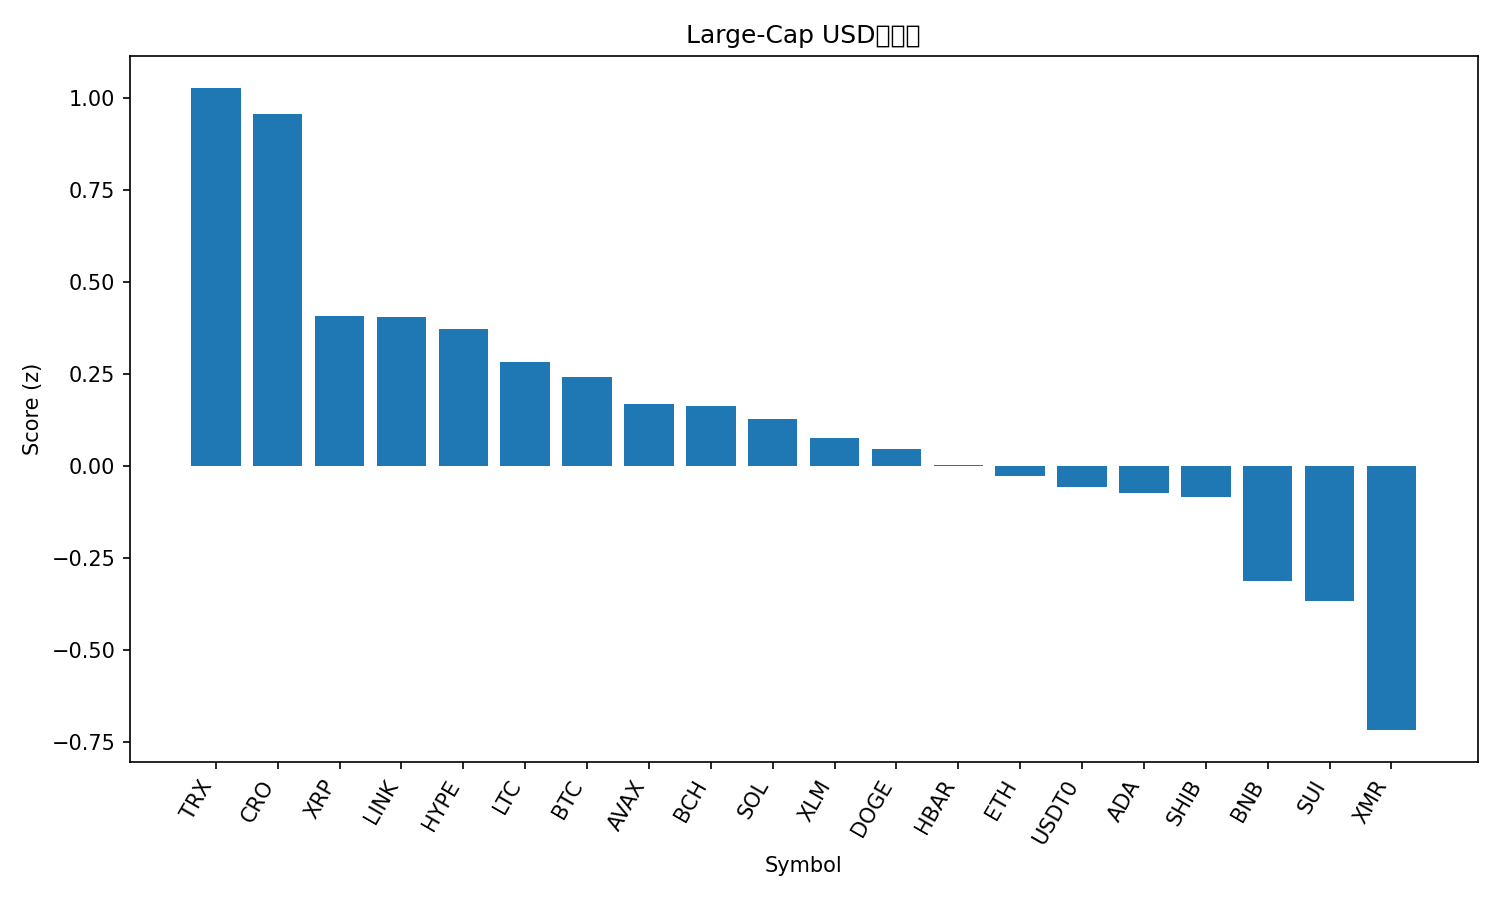 Large-Cap USD
Score (z)
1.00
0.75
0.50
0.25
0.00
−0.25
−0.50
−0.75
TRX
CRO
XRP
LINK
HYPE
LTC
BTC
AVAX
BCH
SOL
XLM
DOGE
HBAR
ETH
USDT0
ADA
SHIB
BNB
SUI
XMR
Symbol